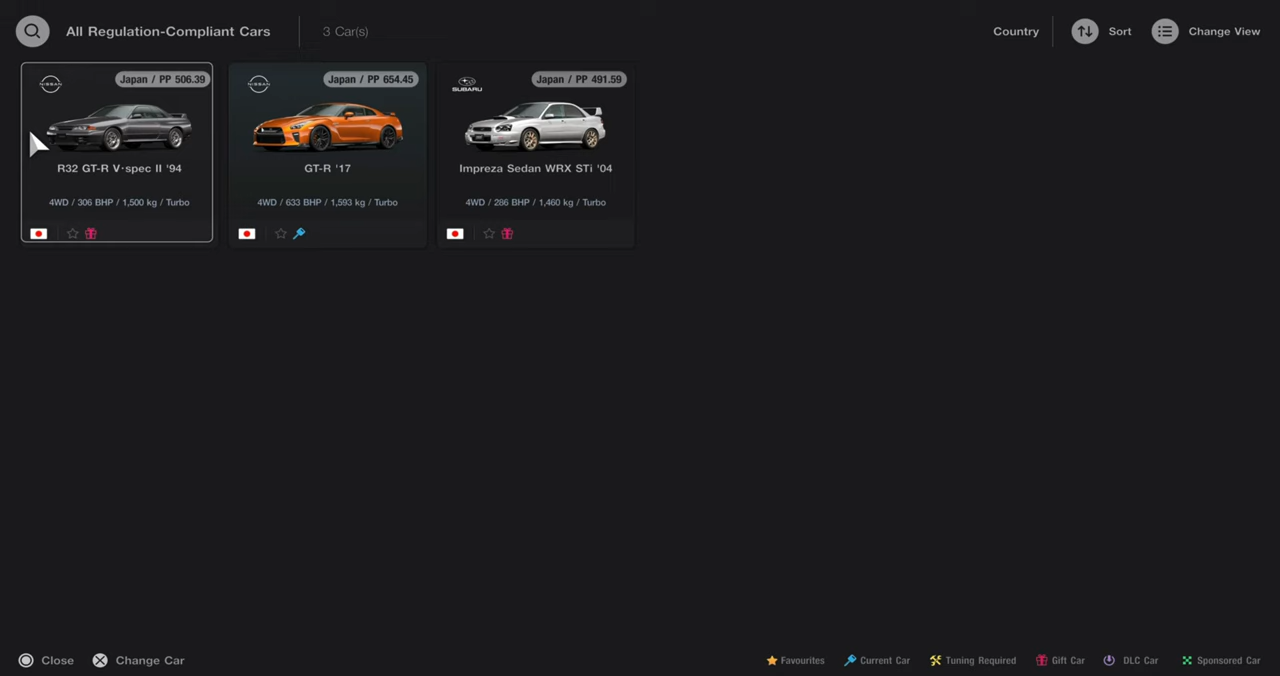 All Regulation-Compliant Cars
3 Car(s)
Country
Sort
Change View
NISSAN
Japan / PP 506.39
R32 GT-R V·spec II '94
4WD / 306 BHP / 1,500 kg / Turbo
NISSAN
Japan / PP 654.45
GT-R '17
4WD / 633 BHP / 1,593 kg / Turbo
SUBARU
Japan / PP 491.59
Impreza Sedan WRX STi '04
4WD / 286 BHP / 1,460 kg / Turbo
Close
Change Car
Favourites
Current Car
Tuning Required
Gift Car
DLC Car
Sponsored Car